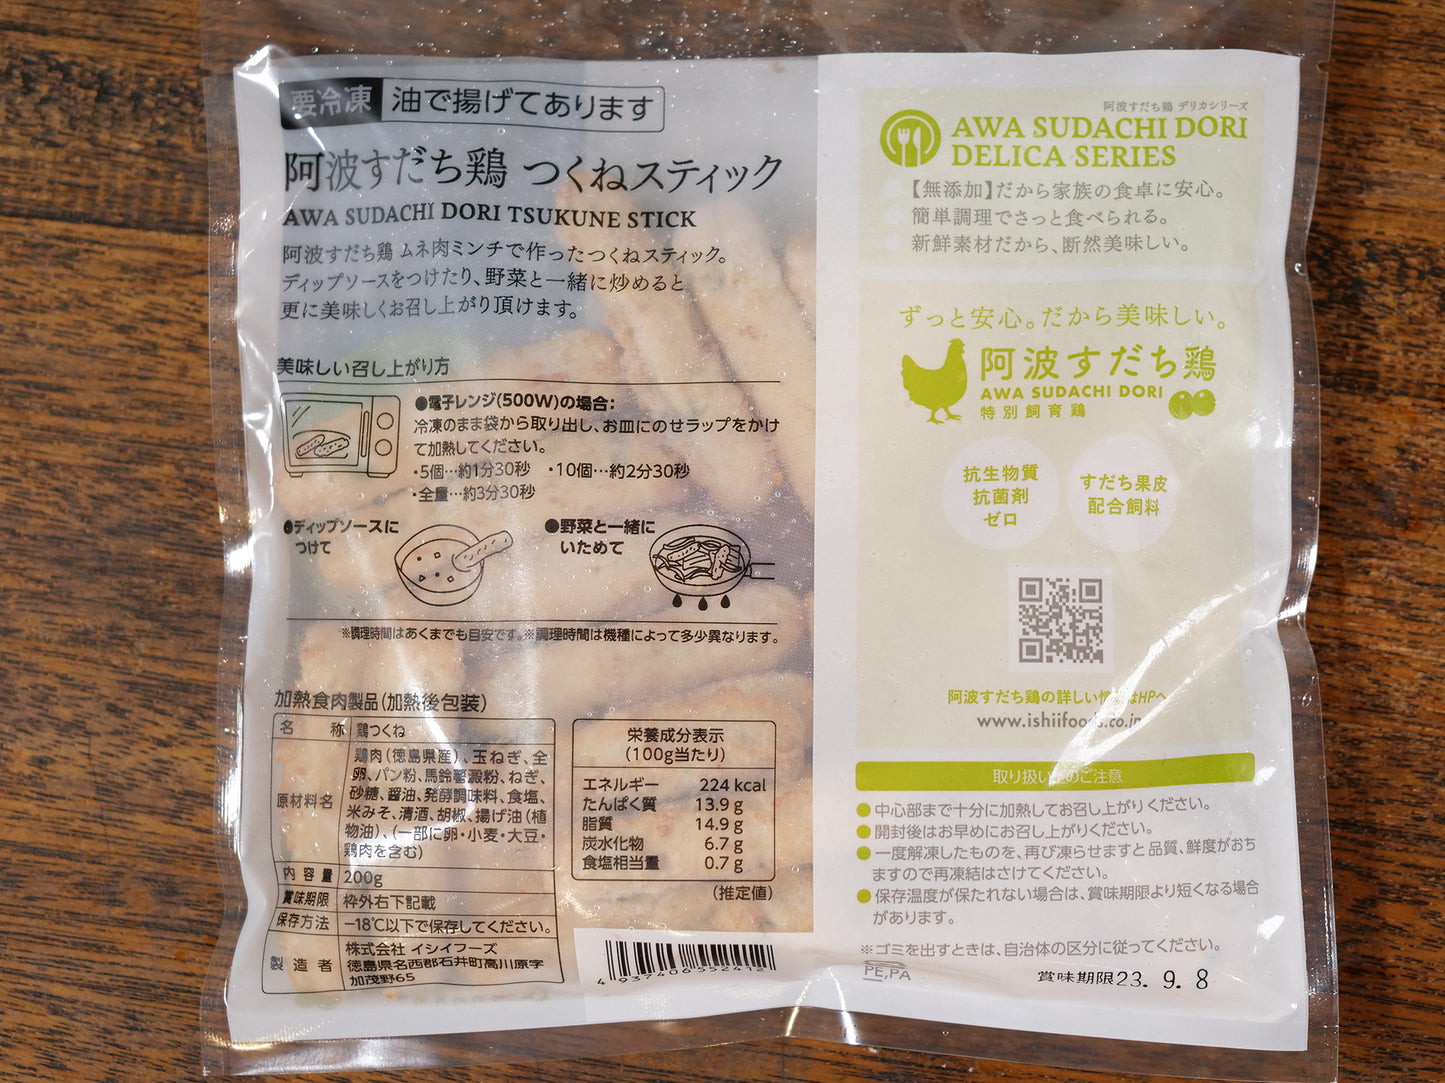 要冷凍 油で揚げてあります
阿波すだち鶏 つくねスティック
AWA SUDACHI DORI TSUKUNE STICK
阿波すだち鶏 ムネ肉ミンチで作ったつくねスティック。
ディップソースをつけたり、野菜と一緒に炒めると
更に美味しくお召し上がり頂けます。
美味しい召し上がり方
●電子レンジ(500W)の場合:
冷凍のまま袋から取り出し、お皿にのせラップをかけ
て加熱してください。
・5個…約1分30秒 ・10個…約2分30秒
・全量…約3分30秒
●ディップソースに
つけて
●野菜と一緒に
いためて
※調理時間はあくまでも目安です。※調理時間は機種によって多少異なります。
加熱食肉製品(加熱後包装)
名称 鶏つくね
原材料名 鶏肉(徳島県産)、玉ねぎ、全
卵、パン粉、馬鈴薯澱粉、ねぎ、
砂糖、醤油、発酵調味料、食塩、
米みそ、清酒、胡椒、揚げ油(植
物油)、(一部に卵・小麦・大豆・
鶏肉を含む)
内容量 200g
賞味期限 枠外右下記載
保存方法 −18℃以下で保存してください。
製造者 株式会社 イシイフーズ
徳島県名西郡石井町高川原字
加茂野65
栄養成分表示
(100g当たり)
エネルギー 224 kcal
たんぱく質 13.9 g
脂質 14.9 g
炭水化物 6.7 g
食塩相当量 0.7 g
(推定値)
4 937406 552412
阿波すだち鶏 デリカシリーズ
AWA SUDACHI DORI
DELICA SERIES
【無添加】だから家族の食卓に安心。
簡単調理でさっと食べられる。
新鮮素材だから、断然美味しい。
ずっと安心。だから美味しい。
阿波すだち鶏
AWA SUDACHI DORI
特別飼育鶏
抗生物質
抗菌剤
ゼロ
すだち果皮
配合飼料
阿波すだち鶏の詳しい情報はHPへ
www.ishiifoods.co.jp
取り扱い上のご注意
●中心部まで十分に加熱してお召し上がりください。
●開封後はお早めにお召し上がりください。
●一度解凍したものを、再び凍らせますと品質、鮮度がおち
ますので再凍結はさけてください。
●保存温度が保たれない場合は、賞味期限より短くなる場合
があります。
※ゴミを出すときは、自治体の区分に従ってください。
PE,PA
賞味期限23. 9. 8